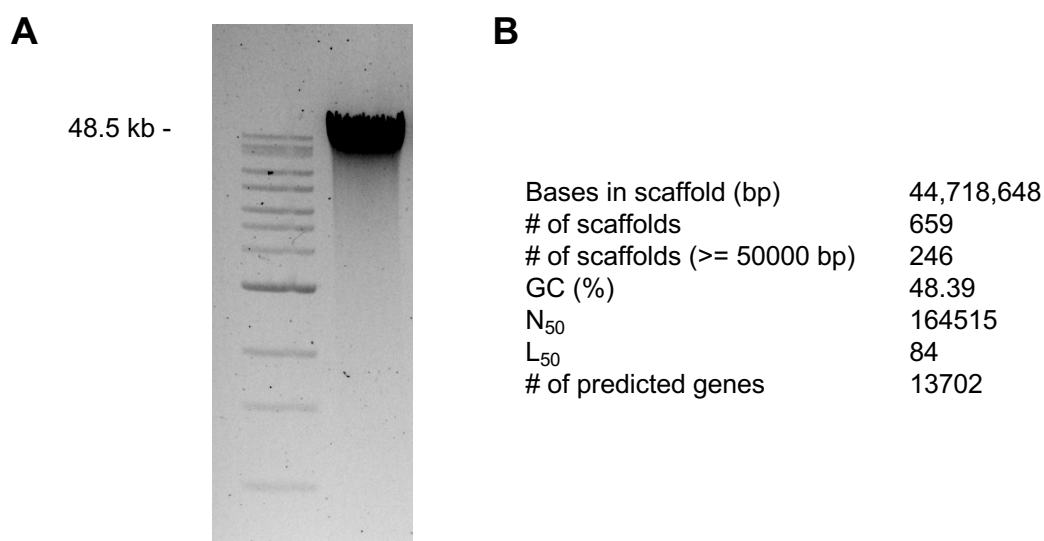 A
B
48.5 kb -
Bases in scaffold (bp) 44,718,648
# of scaffolds 659
# of scaffolds (>= 50000 bp) 246
GC (%) 48.39
N50 164515
L50 84
# of predicted genes 13702